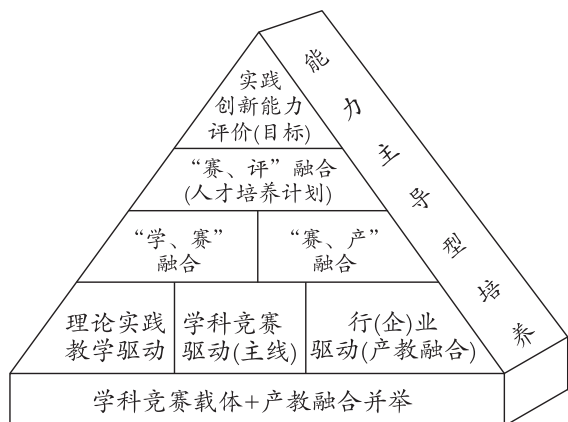 实践
创新能力
评价(目标)
“赛、评”融合
(人才培养计划)
“学、赛”
融合
“赛、产”
融合
理论实践
教学驱动
学科竞赛
驱动(主线)
行(企)业
驱动(产教融合)
学科竞赛载体+产教融合并举
能力主导型培养